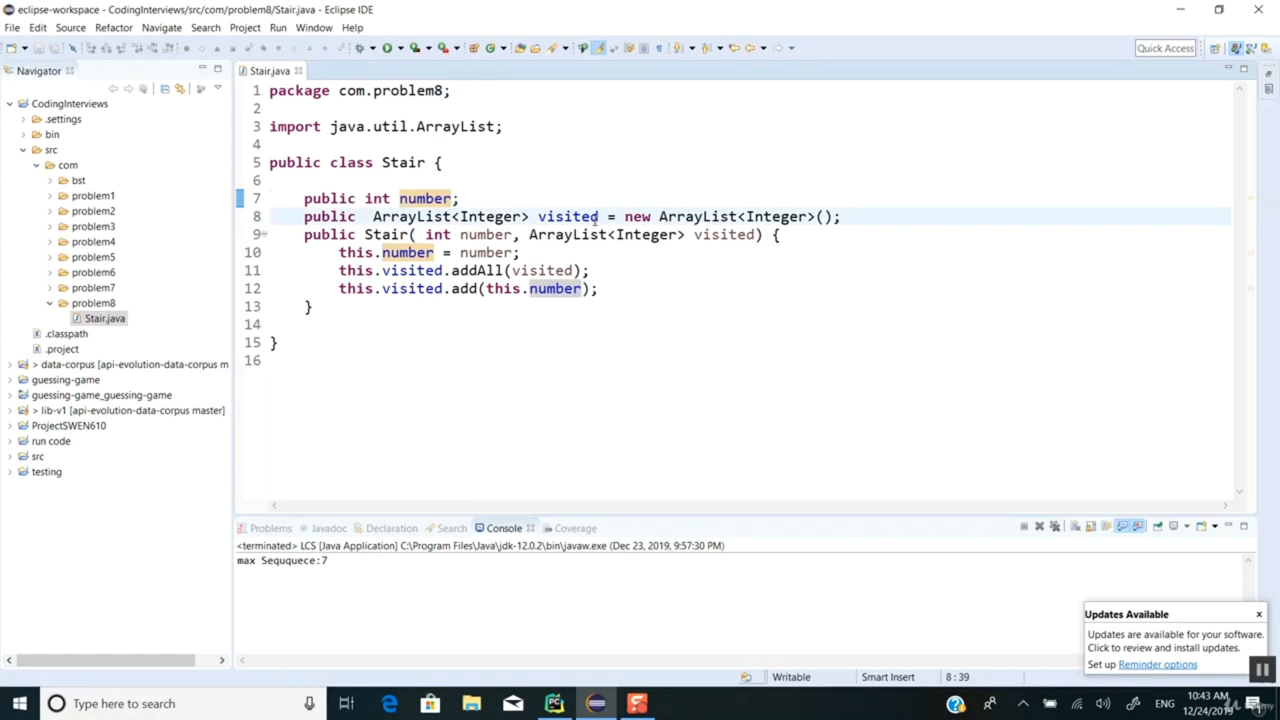 eclipse-workspace - CodingInterviews/src/com/problem8/Stair.java - Eclipse IDE
File Edit Source Refactor Navigate Search Project Run Window Help
Quick Access
Navigator
Stair.java
CodingInterviews
.settings
bin
src
com
bst
problem1
problem2
problem3
problem4
problem5
problem6
problem7
problem8
Stair.java
.classpath
.project
> data-corpus [api-evolution-data-corpus m
guessing-game
guessing-game_guessing-game
> lib-v1 [api-evolution-data-corpus master]
ProjectSWEN610
run code
src
testing
1 package com.problem8;
2
3 import java.util.ArrayList;
4
5 public class Stair {
6
7 public int number;
8 public  ArrayList<Integer> visited = new ArrayList<Integer>();
9 public Stair( int number, ArrayList<Integer> visited) {
10 this.number = number;
11 this.visited.addAll(visited);
12 this.visited.add(this.number);
13 }
14
15 }
16
Problems Javadoc Declaration Search Console Coverage
<terminated> LCS [Java Application] C:\Program Files\Java\jdk-12.0.2\bin\javaw.exe (Dec 23, 2019, 9:57:30 PM)
max Seququece:7
Updates Available x
Updates are available for your software.
Click to review and install updates.
Set up Reminder options
Writable Smart Insert 8 : 39
Type here to search
PC
ENG
10:43 AM